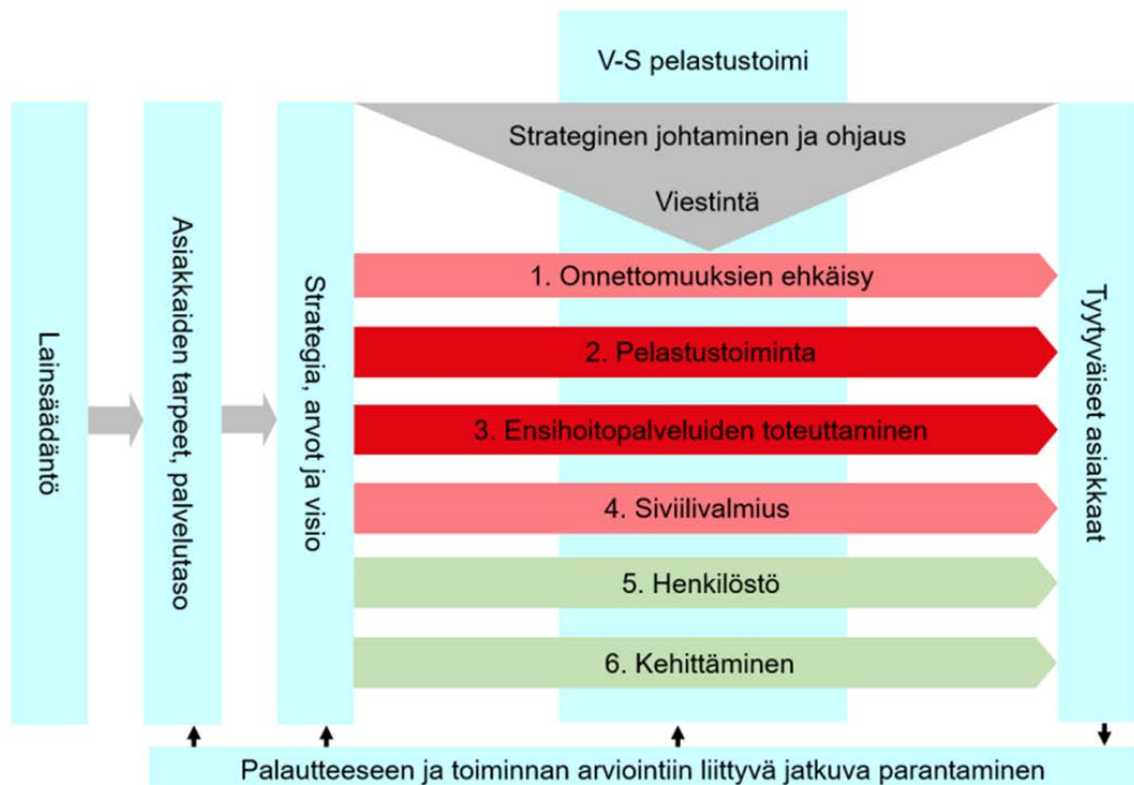 V-S pelastustoimi
Strateginen johtaminen ja ohjaus
Viestintä
Lainsäädäntö
Asiakkaiden tarpeet, palvelutaso
Strategia, arvot ja visio
1. Onnettomuuksien ehkäisy
2. Pelastustoiminta
3. Ensihoitopalveluiden toteuttaminen
4. Siviilivalmius
5. Henkilöstö
6. Kehittäminen
Tyytyväiset asiakkaat
Palautteeseen ja toiminnan arviointiin liittyvä jatkuva parantaminen